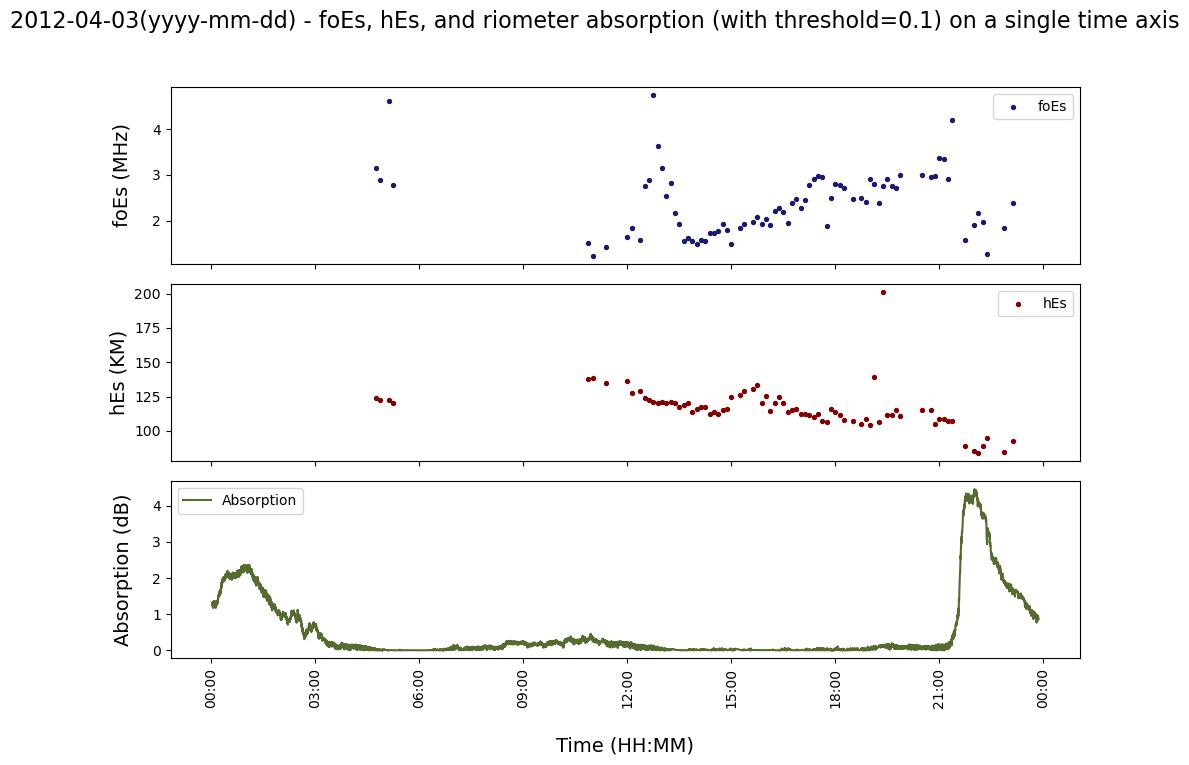 2012-04-03(yyyy-mm-dd) - foEs, hEs, and riometer absorption (with threshold=0.1) on a single time axis
foEs (MHz)
4
3
2
foEs
hEs (KM)
200
175
150
125
100
hEs
Absorption (dB)
4
3
2
1
0
Absorption
00:00
03:00
06:00
09:00
12:00
15:00
18:00
21:00
00:00
Time (HH:MM)